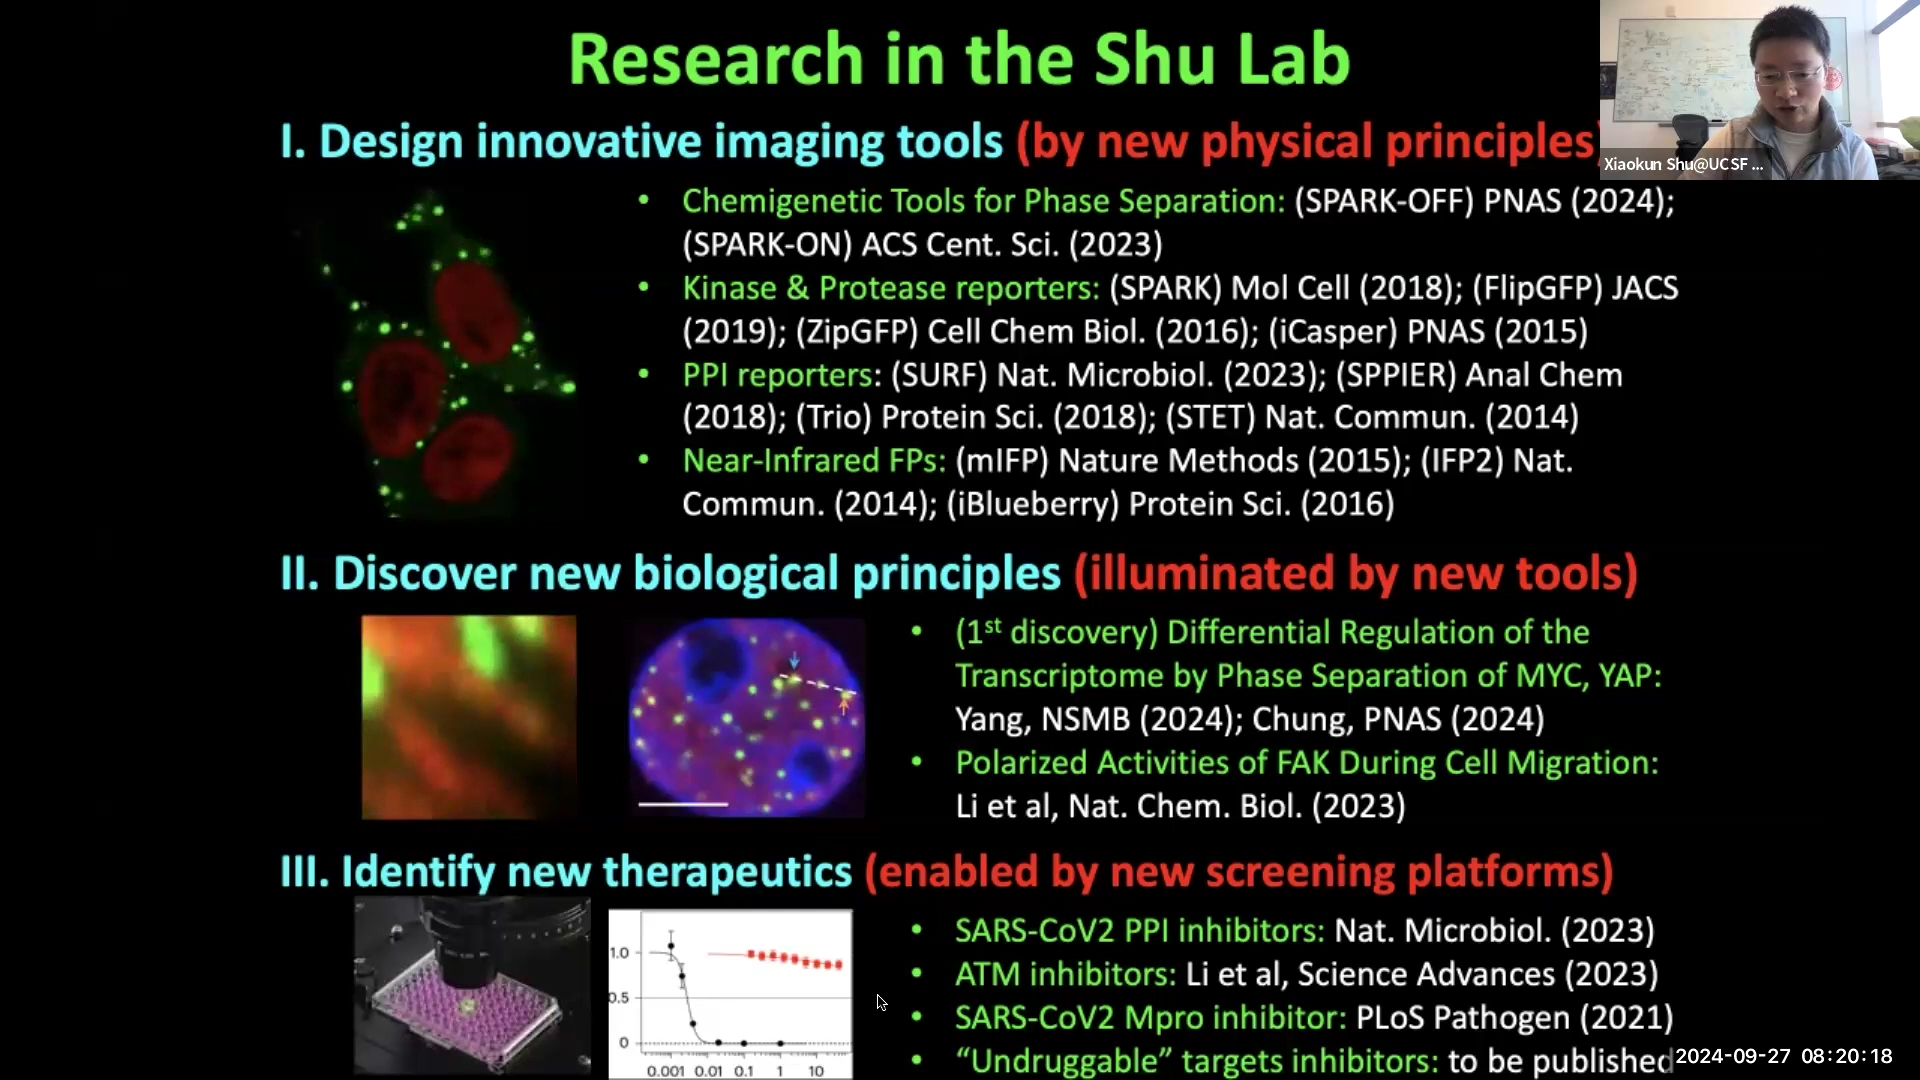 Research in the Shu Lab
I. Design innovative imaging tools (by new physical principles)
Xiaokun Shu@UCSF ...
• Chemigenetic Tools for Phase Separation: (SPARK-OFF) PNAS (2024);
(SPARK-ON) ACS Cent. Sci. (2023)
• Kinase & Protease reporters: (SPARK) Mol Cell (2018); (FlipGFP) JACS
(2019); (ZipGFP) Cell Chem Biol. (2016); (iCasper) PNAS (2015)
• PPI reporters: (SURF) Nat. Microbiol. (2023); (SPPIER) Anal Chem
(2018); (Trio) Protein Sci. (2018); (STET) Nat. Commun. (2014)
• Near-Infrared FPs: (mIFP) Nature Methods (2015); (IFP2) Nat.
Commun. (2014); (iBlueberry) Protein Sci. (2016)
II. Discover new biological principles (illuminated by new tools)
• (1st discovery) Differential Regulation of the
Transcriptome by Phase Separation of MYC, YAP:
Yang, NSMB (2024); Chung, PNAS (2024)
• Polarized Activities of FAK During Cell Migration:
Li et al, Nat. Chem. Biol. (2023)
III. Identify new therapeutics (enabled by new screening platforms)
1.0
0.5
0
0.001 0.01 0.1 1 10
• SARS-CoV2 PPI inhibitors: Nat. Microbiol. (2023)
• ATM inhibitors: Li et al, Science Advances (2023)
• SARS-CoV2 Mpro inhibitor: PLoS Pathogen (2021)
• “Undruggable” targets inhibitors: to be published
2024-09-27 08:20:18